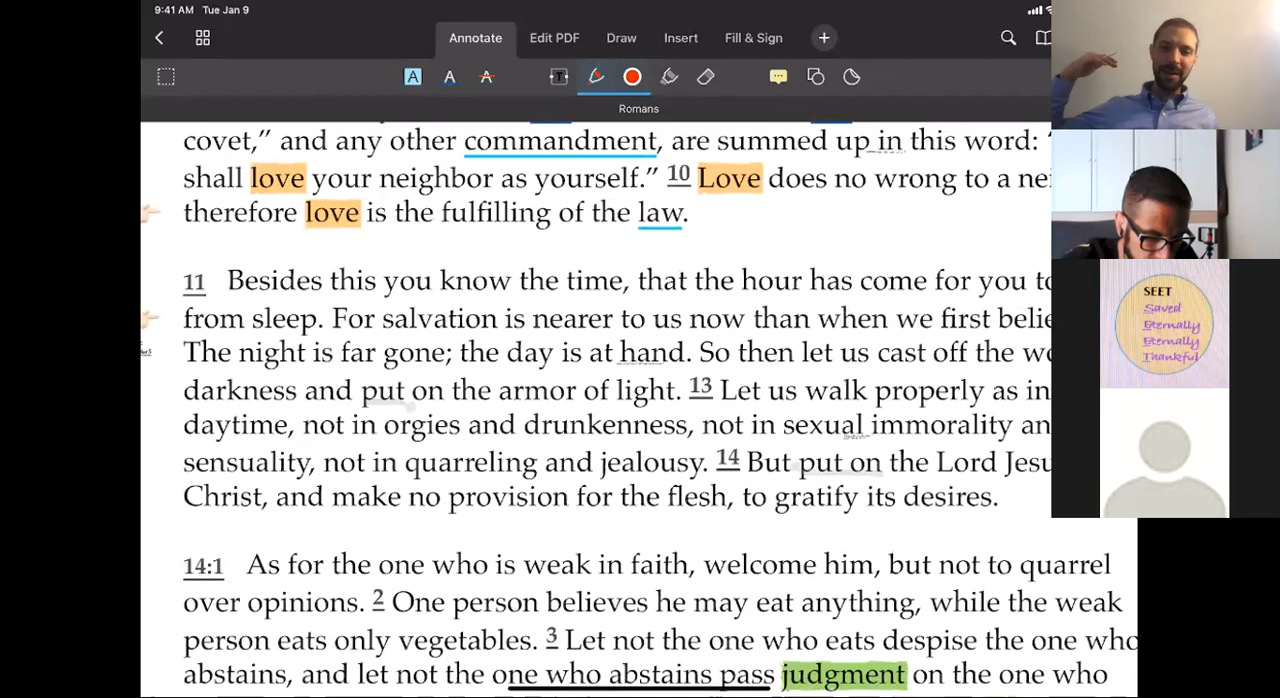 9:41 AM Tue Jan 9
Annotate Edit PDF Draw Insert Fill & Sign
A A A T
Romans
covet,” and any other commandment, are summed up in this word: “
shall love your neighbor as yourself.” 10 Love does no wrong to a nei
therefore love is the fulfilling of the law.
11 Besides this you know the time, that the hour has come for you to
from sleep. For salvation is nearer to us now than when we first belie
The night is far gone; the day is at hand. So then let us cast off the wo
darkness and put on the armor of light. 13 Let us walk properly as in
daytime, not in orgies and drunkenness, not in sexual immorality an
sensuality, not in quarreling and jealousy. 14 But put on the Lord Jesu
Christ, and make no provision for the flesh, to gratify its desires.
14:1 As for the one who is weak in faith, welcome him, but not to quarrel
over opinions. 2 One person believes he may eat anything, while the weak
person eats only vegetables. 3 Let not the one who eats despise the one who
abstains, and let not the one who abstains pass judgment on the one who
SEET
Saved
Eternally
Eternally
Thankful